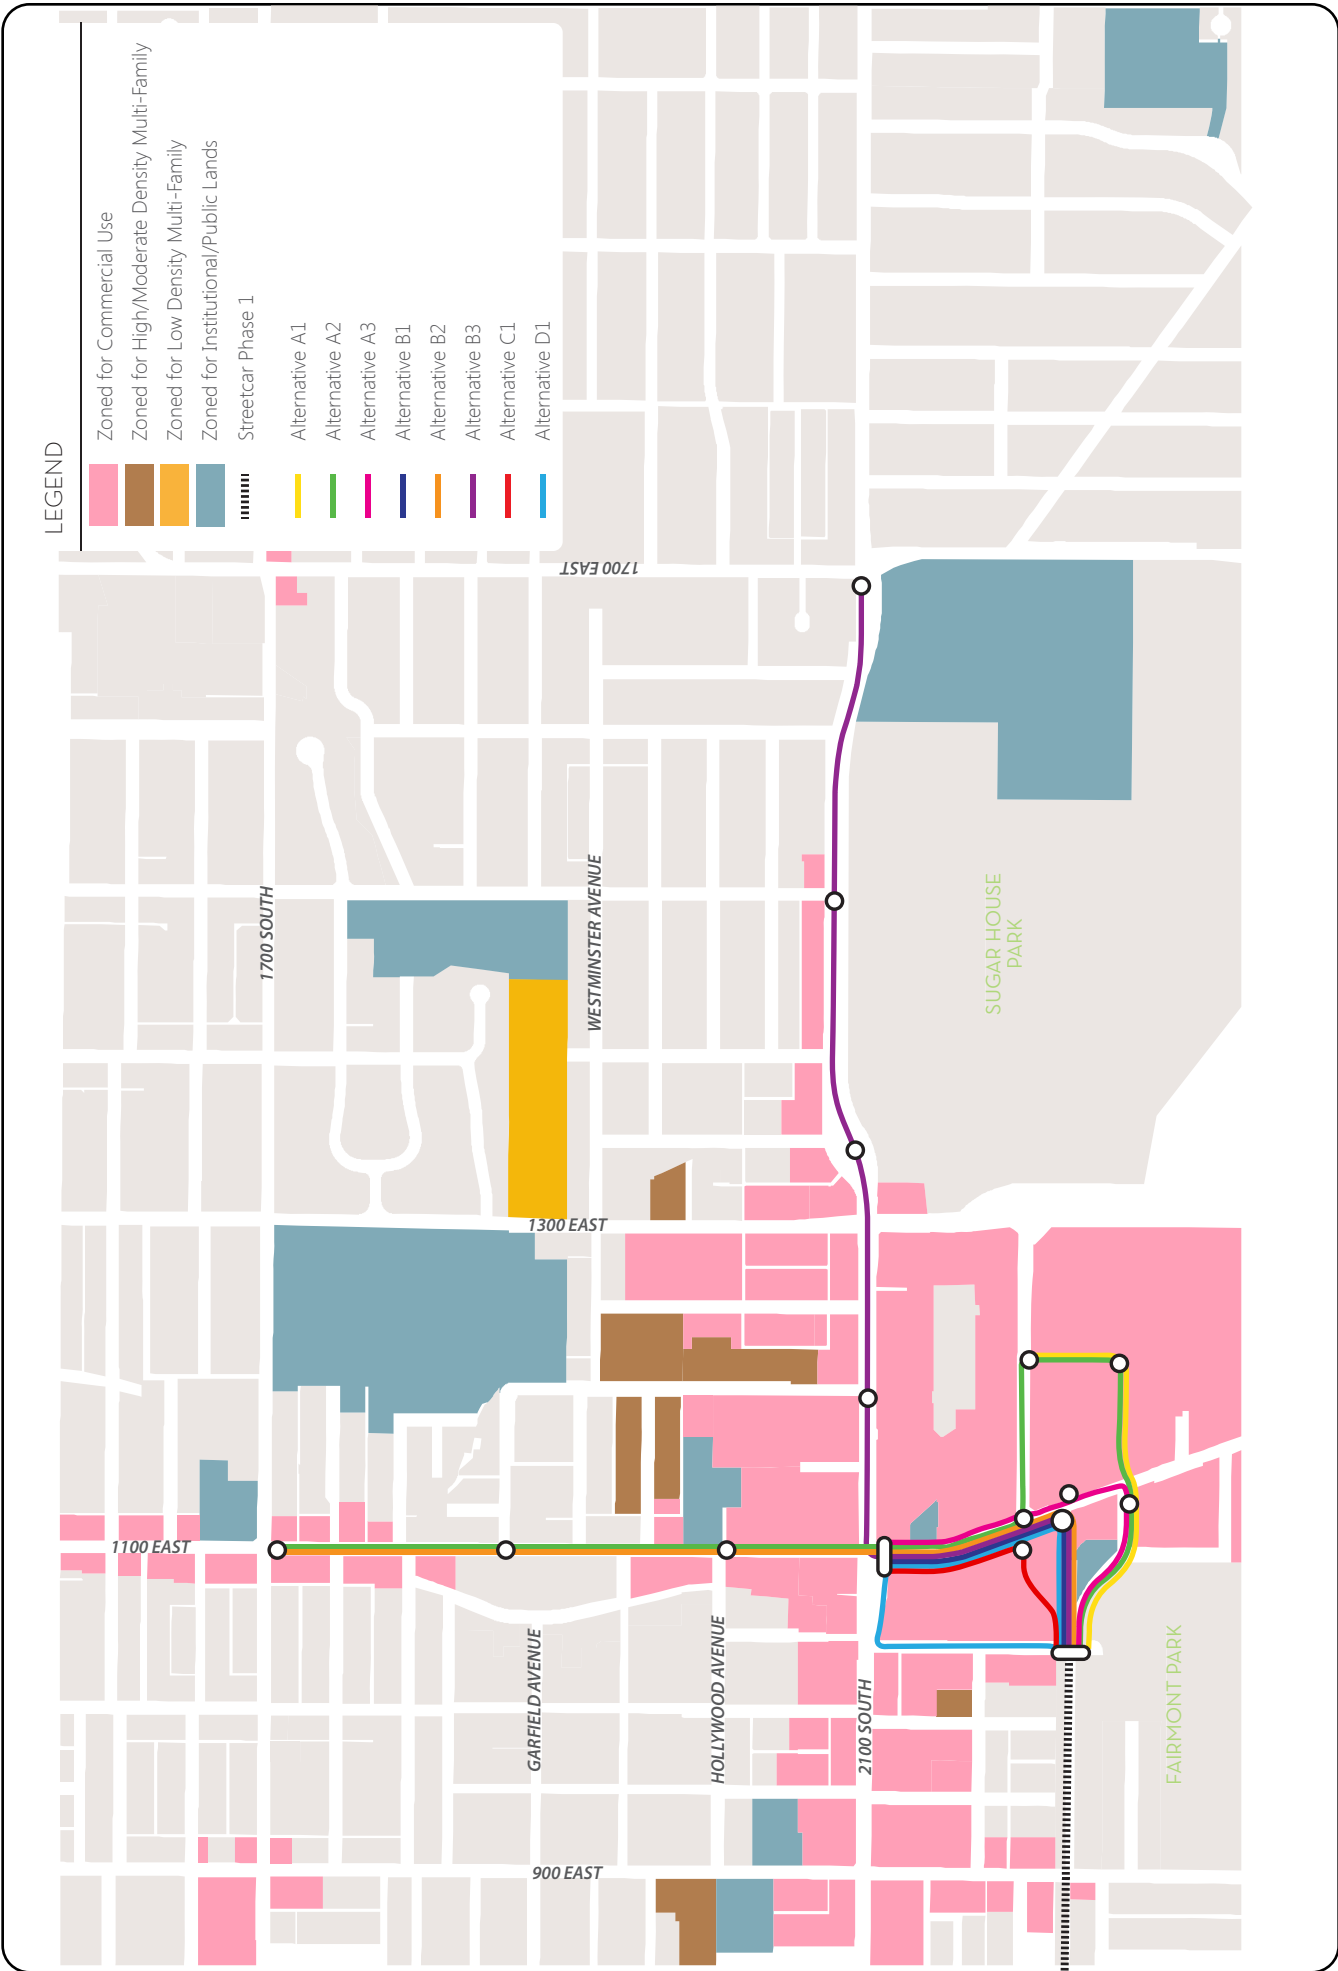 LEGEND
Zoned for Commercial Use
Zoned for High/Moderate Density Multi-Family
Zoned for Low Density Multi-Family
Zoned for Institutional/Public Lands
Streetcar Phase 1
Alternative A1
Alternative A2
Alternative A3
Alternative B1
Alternative B2
Alternative B3
Alternative C1
Alternative D1
1700 EAST
1700 SOUTH
WESTMINSTER AVENUE
SUGAR HOUSE
PARK
1300 EAST
1100 EAST
GARFIELD AVENUE
HOLLYWOOD AVENUE
2100 SOUTH
FAIRMONT PARK
900 EAST